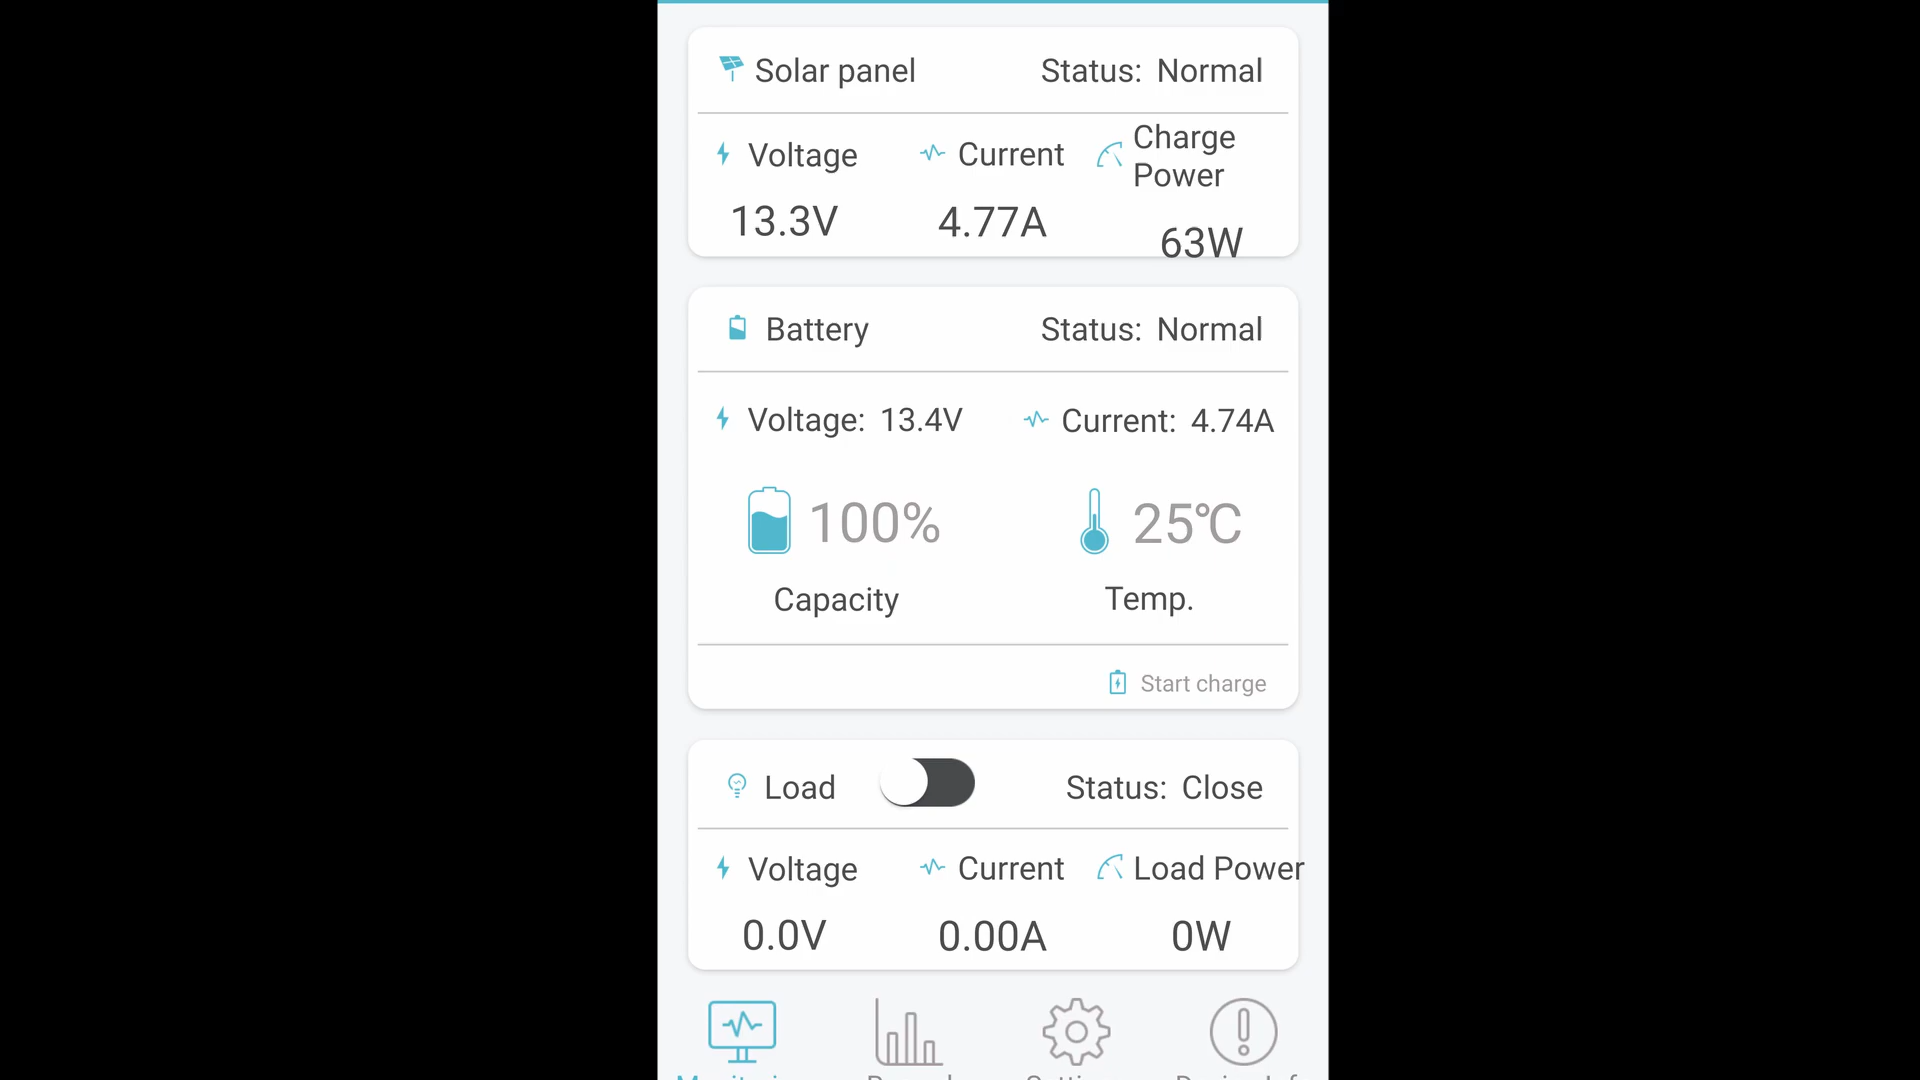 Solar panel Status: Normal
Voltage Current Charge Power
13.3V 4.77A 63W
Battery Status: Normal
Voltage: 13.4V Current: 4.74A
100% 25℃
Capacity Temp.
Start charge
Load Status: Close
Voltage Current Load Power
0.0V 0.00A 0W